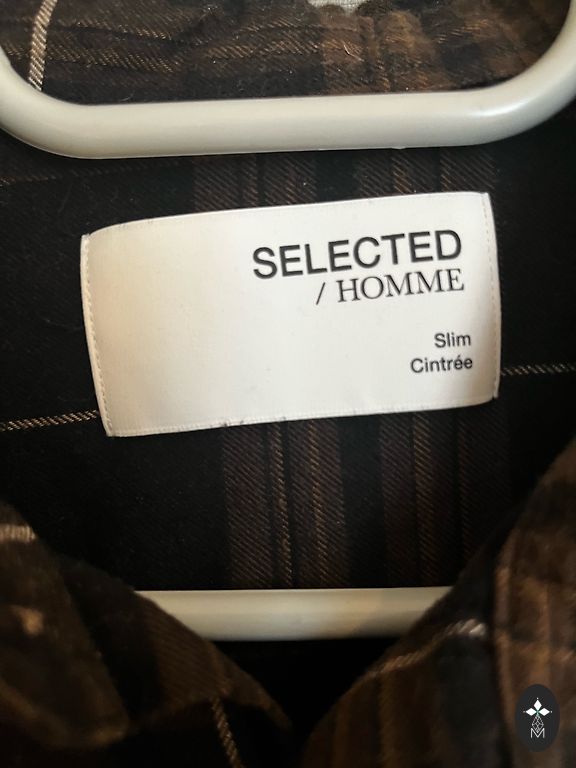 SELECTED
/ HOMME
Slim
Cintrée